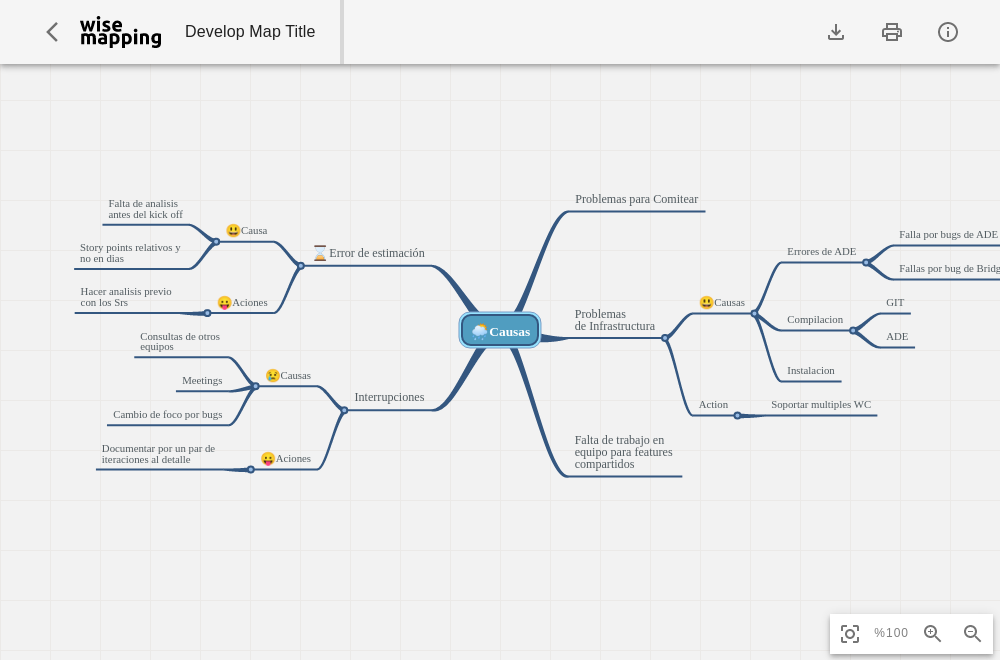 wise
mapping
Develop Map Title
Falta de analisis
antes del kick off
Causa
Story points relativos y
no en dias
Error de estimación
Hacer analisis previo
con los Srs
Aciones
Consultas de otros
equipos
Causas
Meetings
Interrupciones
Cambio de foco por bugs
Documentar por un par de
iteraciones al detalle
Aciones
Causas
Problemas para Comitear
Problemas
de Infrastructura
Causas
Errores de ADE
Falla por bugs de ADE
Fallas por bug de Bridg
Compilacion
GIT
ADE
Instalacion
Action
Soportar multiples WC
Falta de trabajo en
equipo para features
compartidos
%100